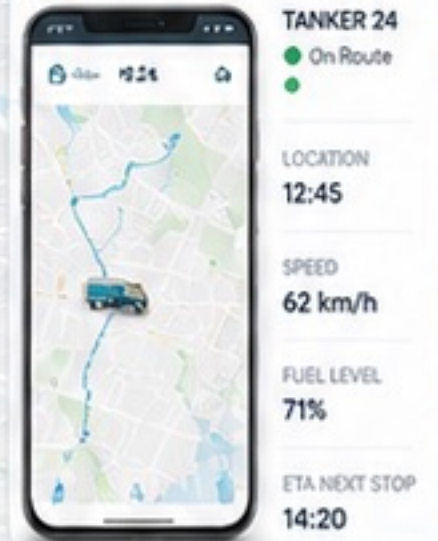 TANKER 24
On Route
LOCATION
12:45
SPEED
62 km/h
FUEL LEVEL
71%
ETA NEXT STOP
14:20